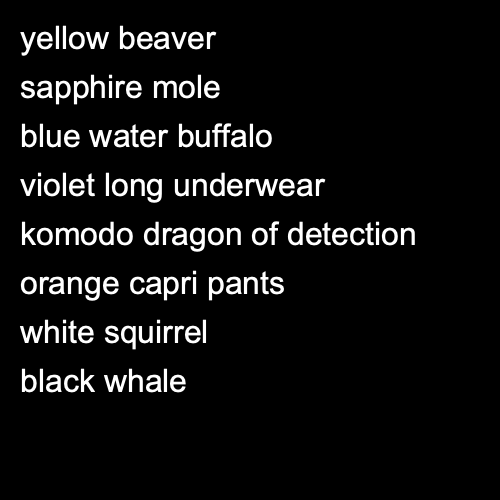 yellow beaver
sapphire mole
blue water buffalo
violet long underwear
komodo dragon of detection
orange capri pants
white squirrel
black whale